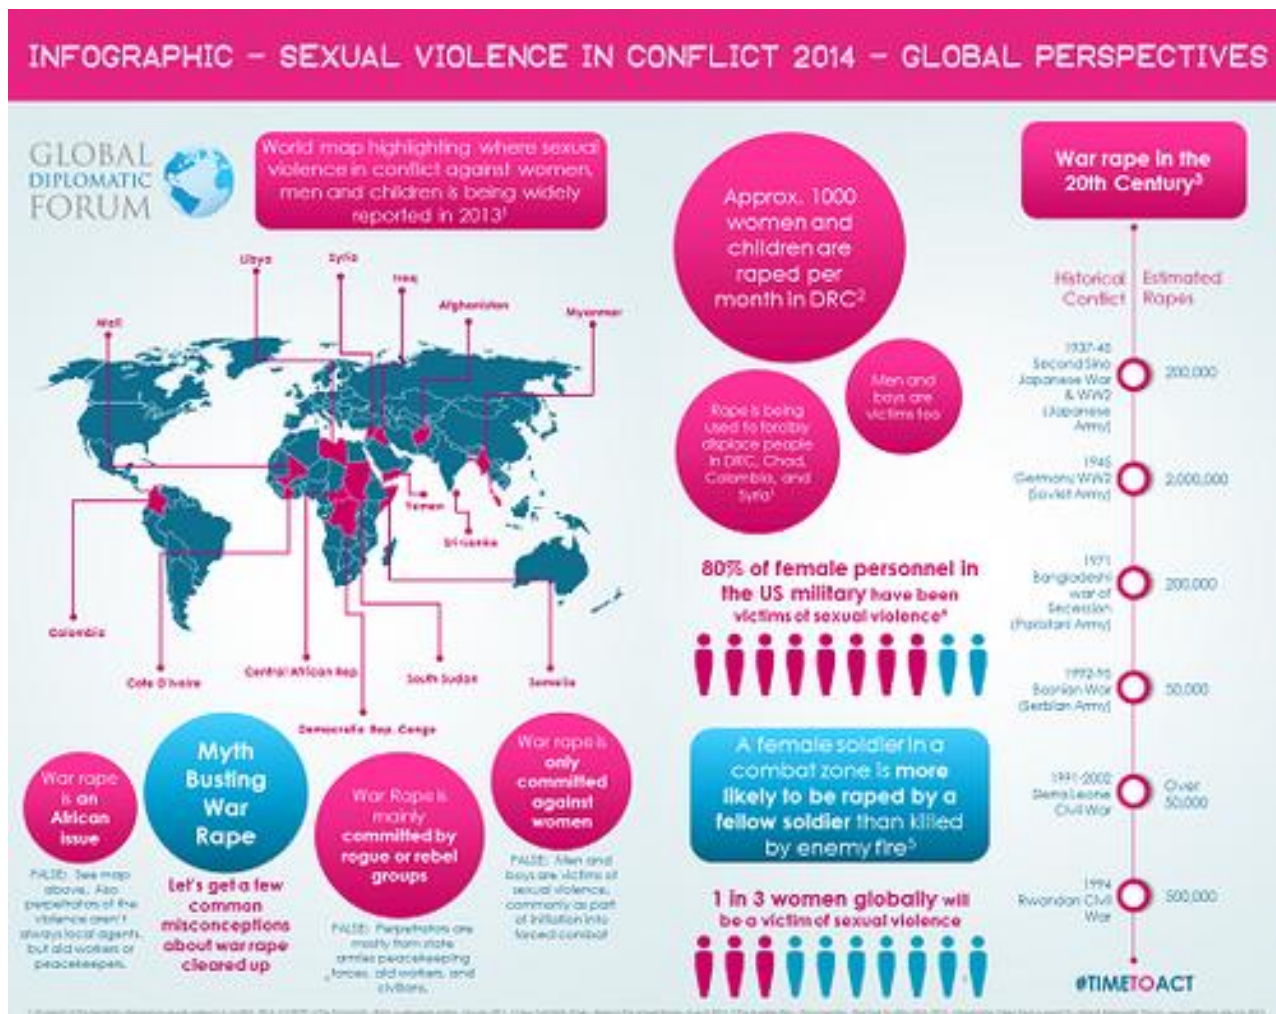 INFOGRAPHIC – SEXUAL VIOLENCE IN CONFLICT 2014 – GLOBAL PERSPECTIVES
GLOBAL
DIPLOMATIC
FORUM
World map highlighting where sexual
violence in conflict against women,
men and children is being widely
reported in 2013¹
Libya
Syria
Iraq
Afghanistan
Myanmar
Mali
Yemen
Sri Lanka
Colombia
Cote D'Ivoire
Central African Rep
South Sudan
Somalia
Democratic Rep. Congo
War rape
is an
African
issue
FALSE: See map
above. Also
perpetrators of the
violence aren't
always local agents,
but aid workers or
peacekeepers.
Myth
Busting
War
Rape
Let's get a few
common
misconceptions
about war rape
cleared up
War Rape is
mainly
committed by
rogue or rebel
groups
FALSE: Perpetrators are
mostly from state
armies peacekeeping
forces, aid workers, and
civilians.
War rape is
only
committed
against
women
FALSE: Men and
boys are victims of
sexual violence,
commonly as part
of initiation into
forced combat
Approx. 1000
women and
children are
raped per
month in DRC²
Men and
boys are
victims too
Rape is being
used to forcibly
displace people
in DRC, Chad,
Colombia, and
Syria¹
80% of female personnel in
the US military have been
victims of sexual violence⁴
A female soldier in a
combat zone is more
likely to be raped by a
fellow soldier than killed
by enemy fire⁵
1 in 3 women globally will
be a victim of sexual violence
War rape in the
20th Century³
Historical Conflict
Estimated Rapes
1937-45
Second Sino
Japanese War
& WW2
(Japanese
Army)
200,000
1945
Germany WW2
(Soviet Army)
2,000,000
1971
Bangladeshi
war of
Secession
(Pakistani Army)
200,000
1992-95
Bosnian War
(Serbian Army)
50,000
1991-2002
Sierra Leone
Civil War
Over
50,000
1994
Rwandan Civil
War
500,000
#TIMETOACT